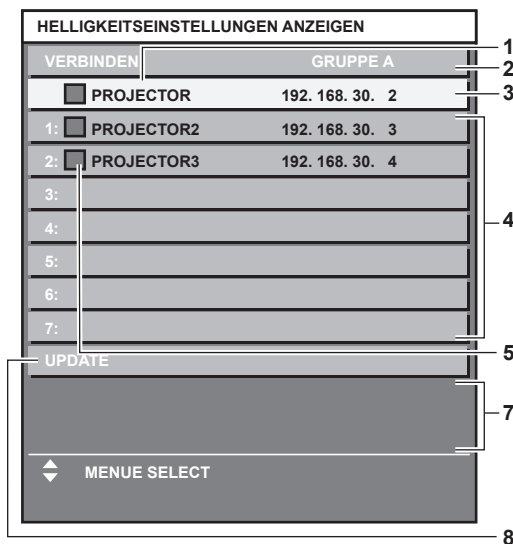 HELLIGKEITSEINSTELLUNGEN ANZEIGEN
VERBINDEN GRUPPE A
PROJECTOR 192. 168. 30. 2
1: PROJECTOR2 192. 168. 30. 3
2: PROJECTOR3 192. 168. 30. 4
3:
4:
5:
6:
7:
UPDATE
MENUE SELECT
1
2
3
4
5
7
8